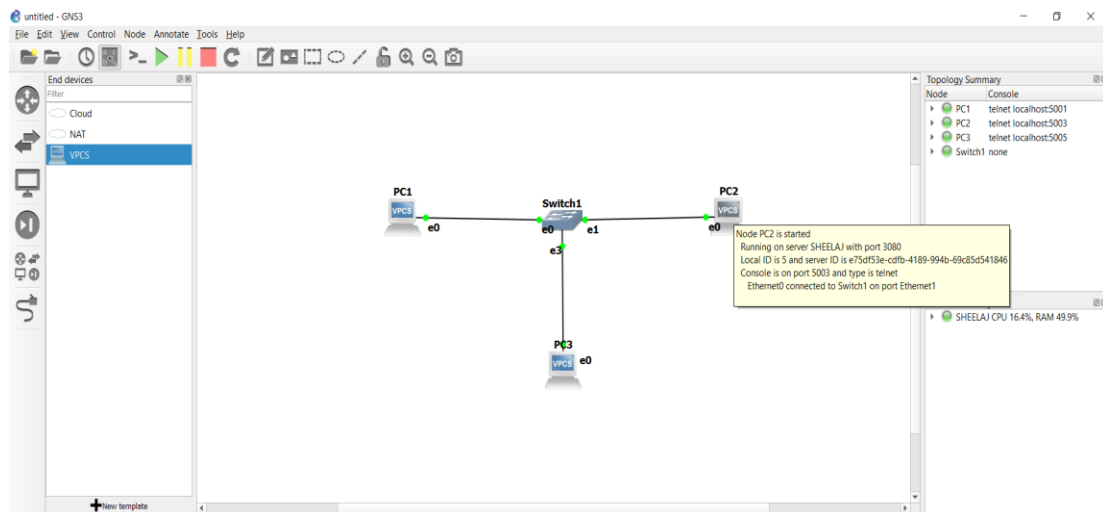 untitled - GNS3
File Edit View Control Node Annotate Tools Help
End devices
Filter
Cloud
NAT
VPCS
New template
PC1
VPCS
e0
Switch1
e0
e1
e3
PC2
VPCS
e0
PC3
VPCS
e0
Node PC2 is started
Running on server SHEELAJ with port 3080
Local ID is 5 and server ID is e75df53e-cdfb-4189-994b-69c85d541846
Console is on port 5003 and type is telnet
Ethernet0 connected to Switch1 on port Ethernet1
Topology Summary
Node Console
PC1 telnet localhost:5001
PC2 telnet localhost:5003
PC3 telnet localhost:5005
Switch1 none
SHEELAJ CPU 16.4%, RAM 49.9%